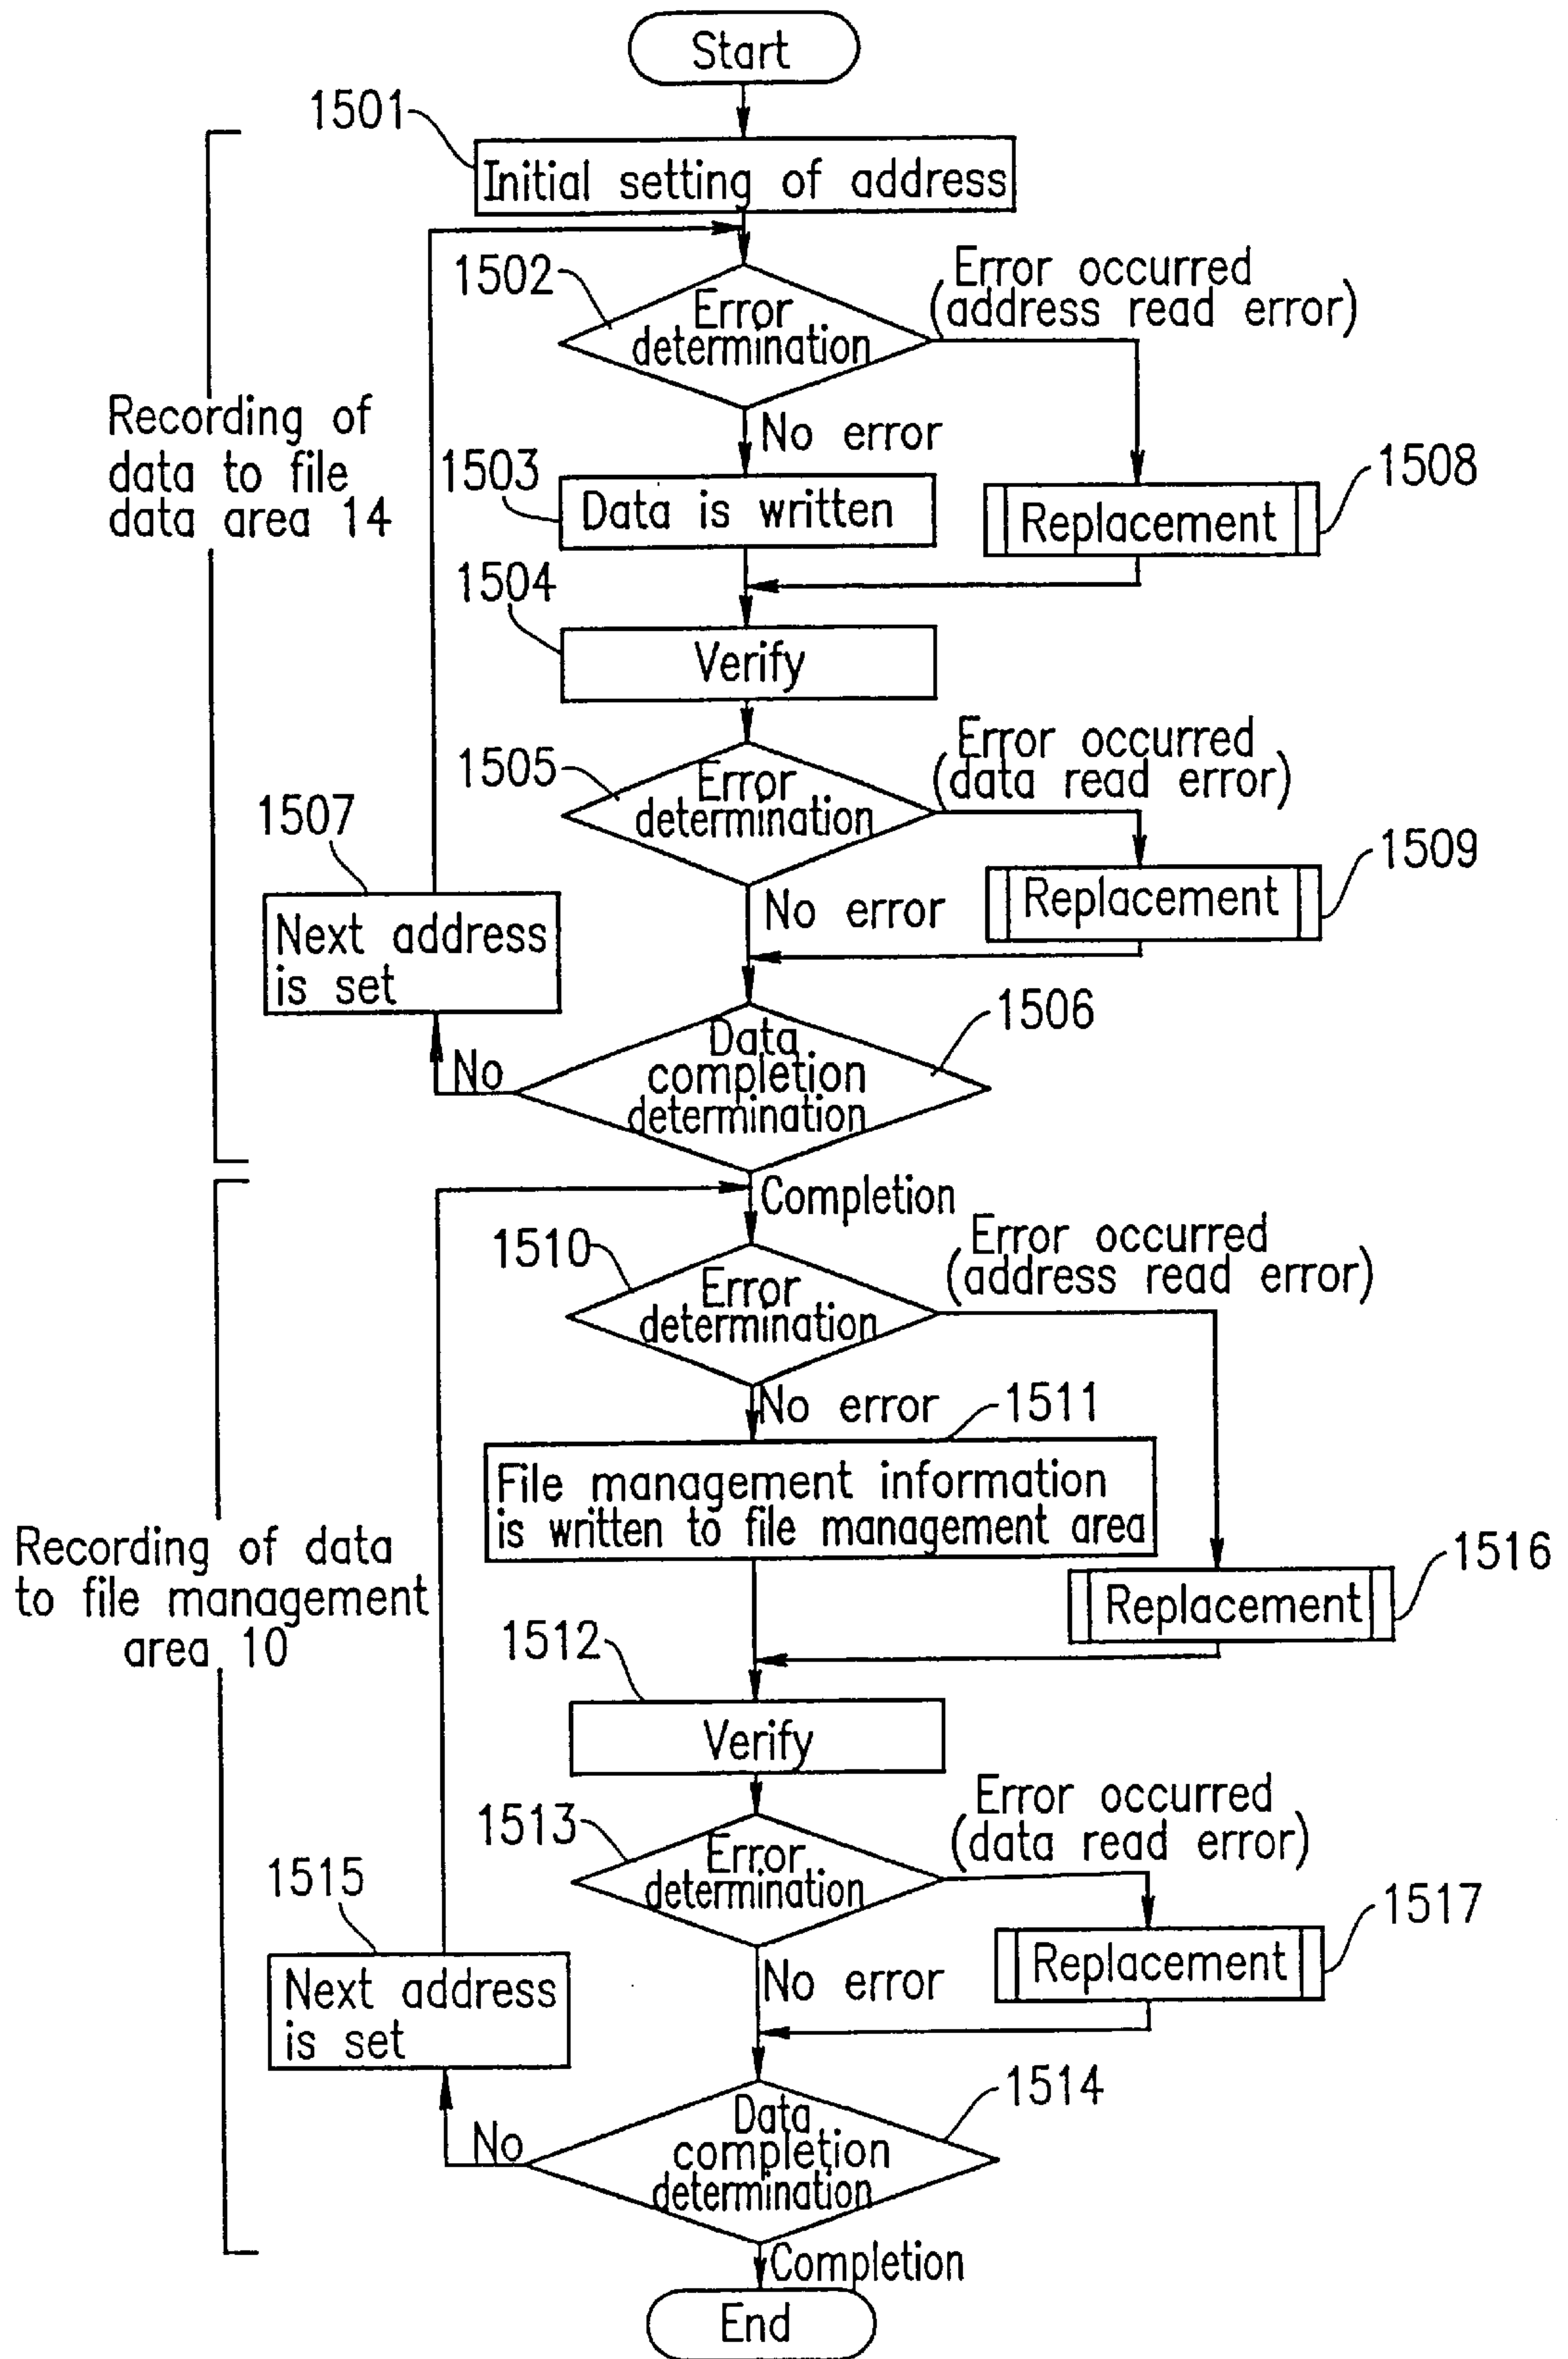 Start
1501
Initial setting of address
1502
Error occurred
(address read error)
Error
determination
No error
Recording of
data to file
data area 14
1503
Data is written
1508
Replacement
1504
Verify
1505
Error occurred
(data read error)
Error
determination
1507
Next address
is set
No error
1509
Replacement
1506
Data
completion
determination
No
Completion
1510
Error occurred
(address read error)
Error
determination
No error
1511
File management information
is written to file management area
Recording of data
to file management
area 10
1516
Replacement
1512
Verify
1513
Error occurred
(data read error)
Error
determination
1515
Next address
is set
No error
1517
Replacement
1514
Data
completion
determination
No
Completion
End